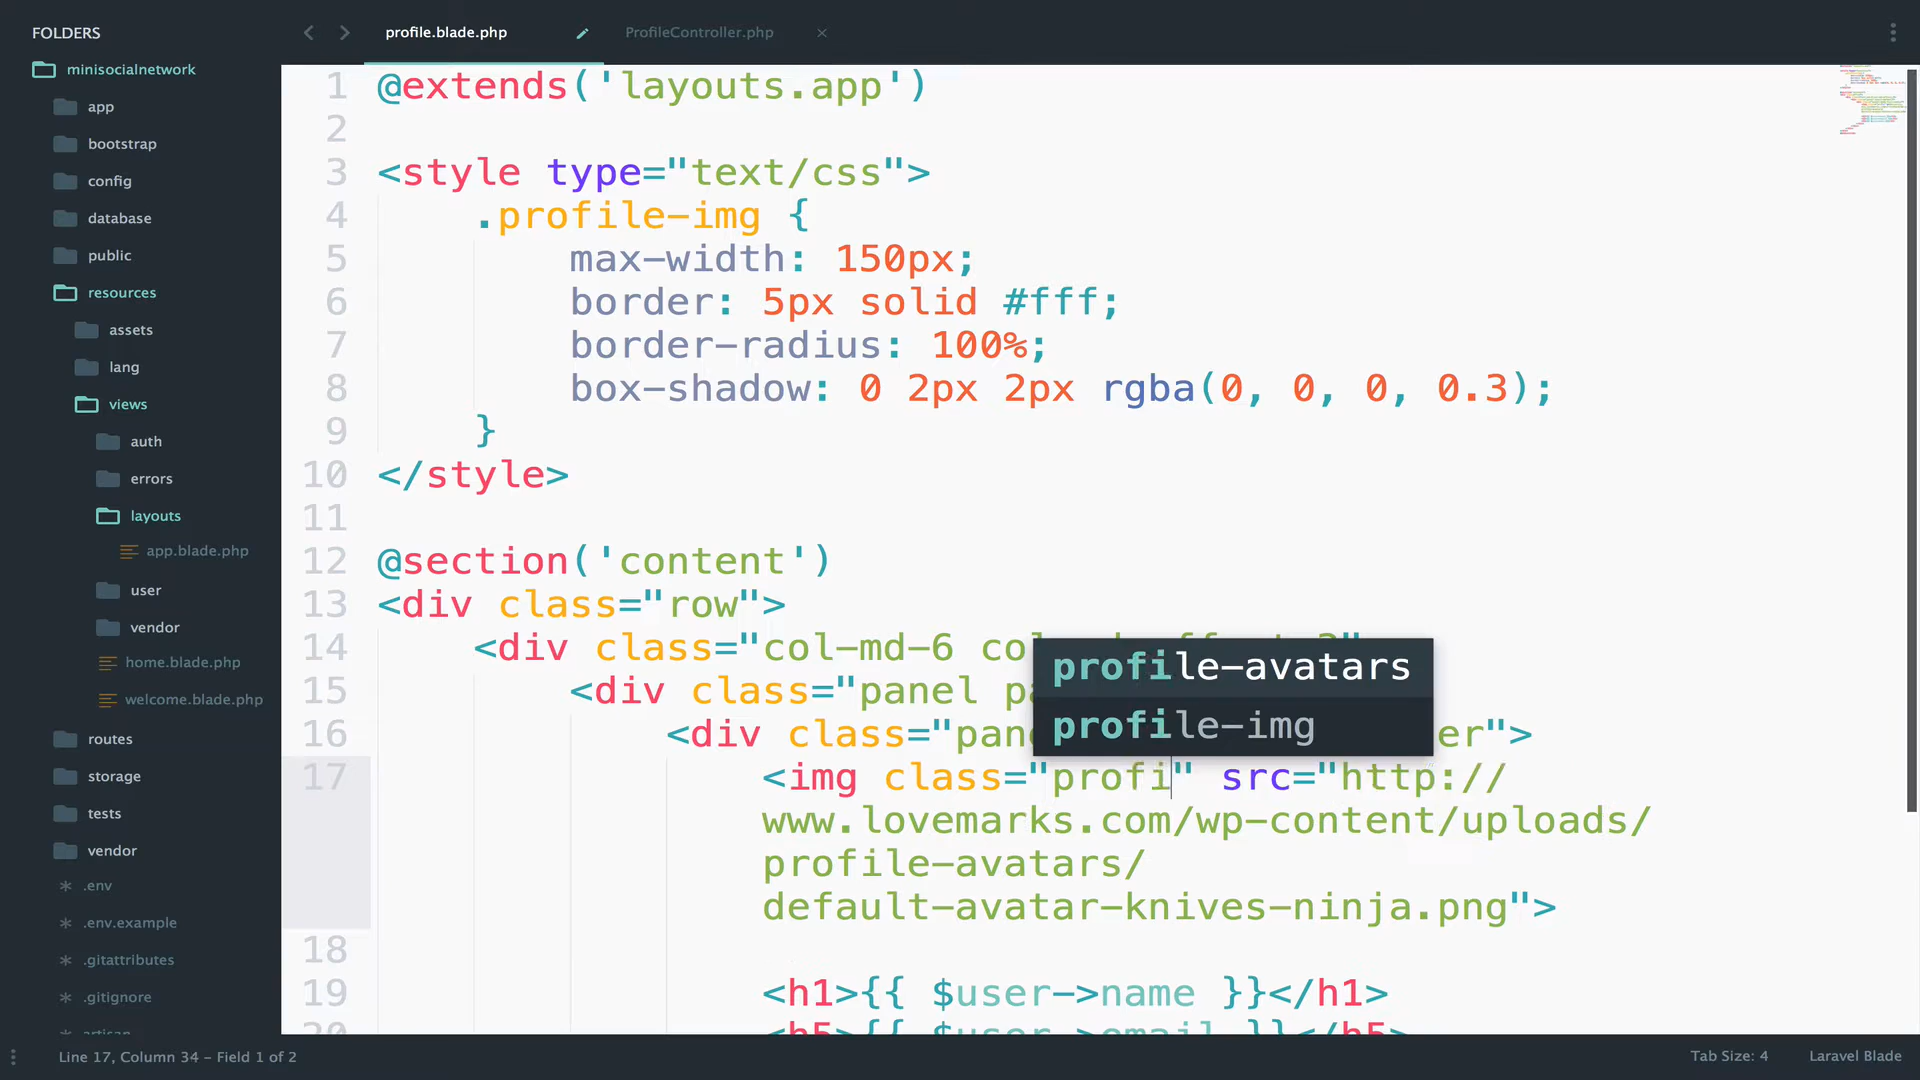 FOLDERS
minisocialnetwork
app
bootstrap
config
database
public
resources
assets
lang
views
auth
errors
layouts
app.blade.php
user
vendor
home.blade.php
welcome.blade.php
routes
storage
tests
vendor
.env
.env.example
.gitattributes
.gitignore
artisan
profile.blade.php
ProfileController.php
1 @extends('layouts.app')
2
3 <style type="text/css">
4 .profile-img {
5 max-width: 150px;
6 border: 5px solid #fff;
7 border-radius: 100%;
8 box-shadow: 0 2px 2px rgba(0, 0, 0, 0.3);
9 }
10 </style>
11
12 @section('content')
13 <div class="row">
14 <div class="col-md-6
15 <div class="panel
16 <div class="
profile-avatars
profile-img
17 <img class="profi" src="http://
www.lovemarks.com/wp-content/uploads/
profile-avatars/
default-avatar-knives-ninja.png">
18
19 <h1>{{ $user->name }}</h1>
20 <h5>{{ $user->email }}</h5>
Line 17, Column 34 – Field 1 of 2
Tab Size: 4
Laravel Blade